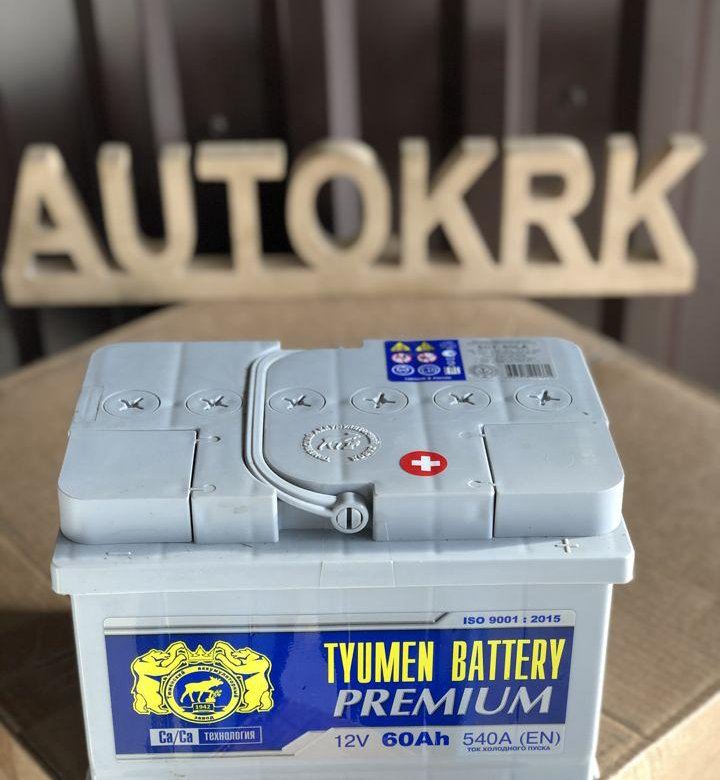 AUTOKRK
ISO 9001 : 2015
TYUMEN BATTERY
PREMIUM
1942
Ca/Ca технология
12V 60Ah 540A (EN)
ТОК ХОЛОДНОГО ПУСКА